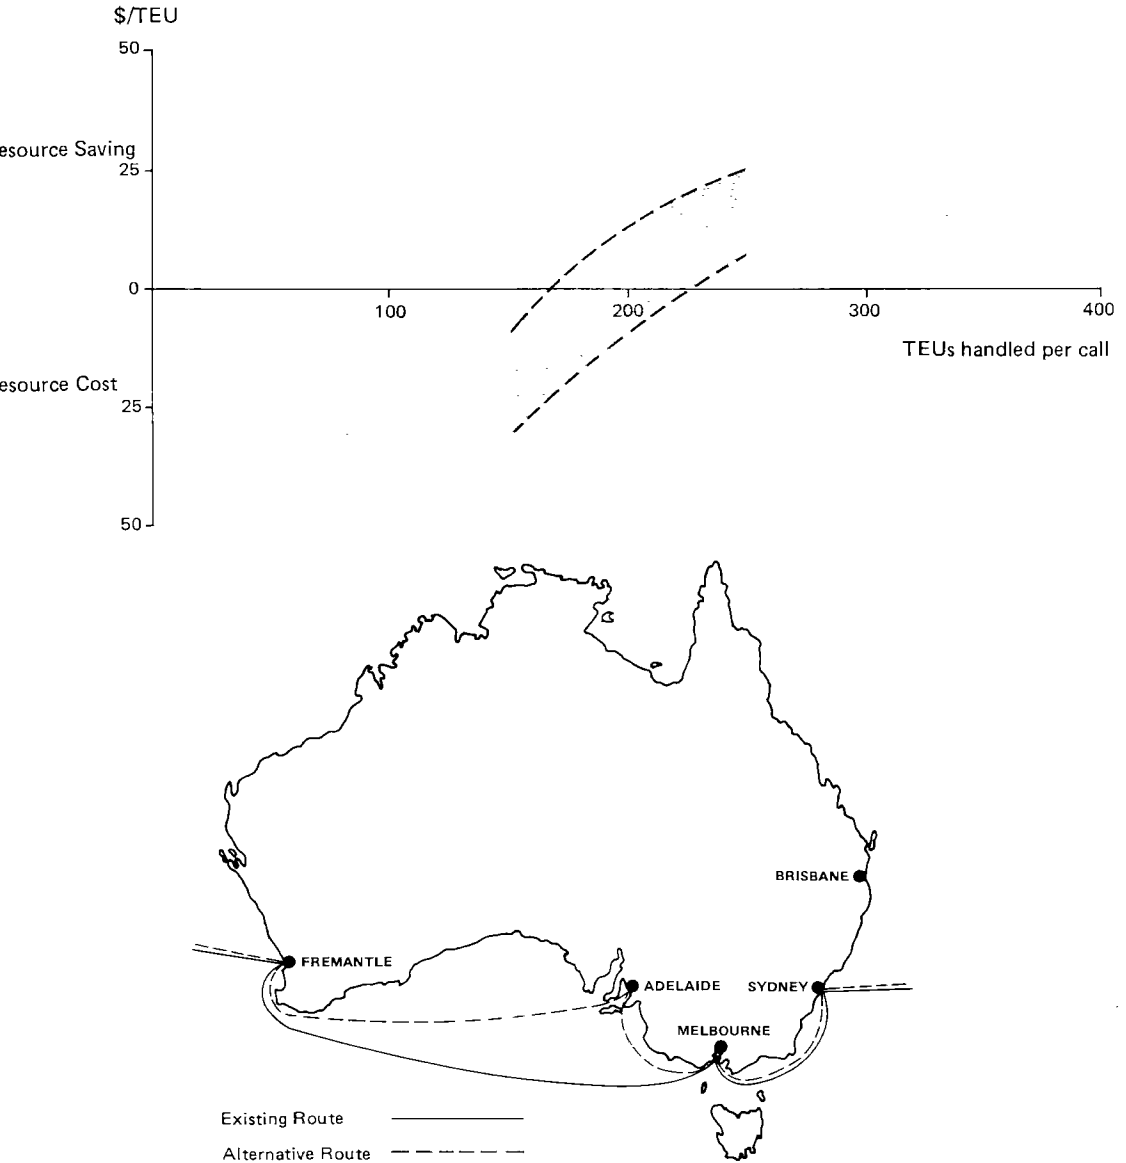 $/TEU
50
esource Saving
25
0
100
200
300
400
TEUs handled per call
esource Cost
25
50
BRISBANE
FREMANTLE
ADELAIDE
SYDNEY
MELBOURNE
Existing Route
Alternative Route